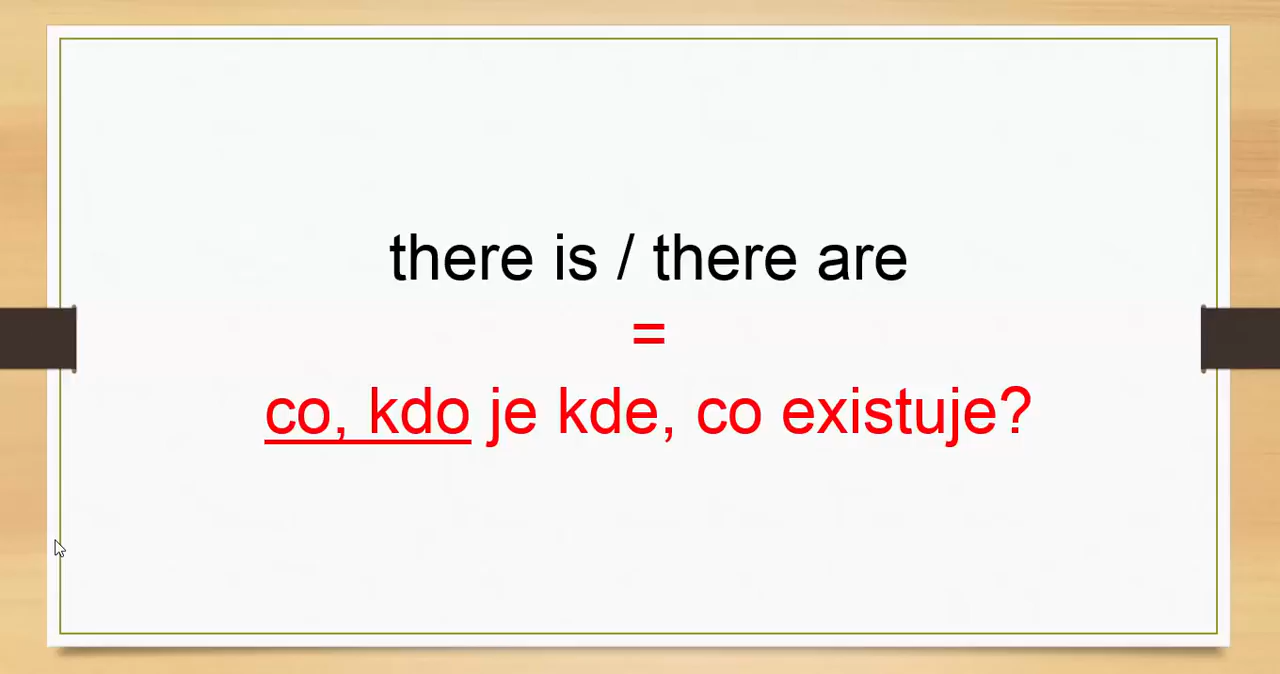 there is / there are
=
co, kdo je kde, co existuje?